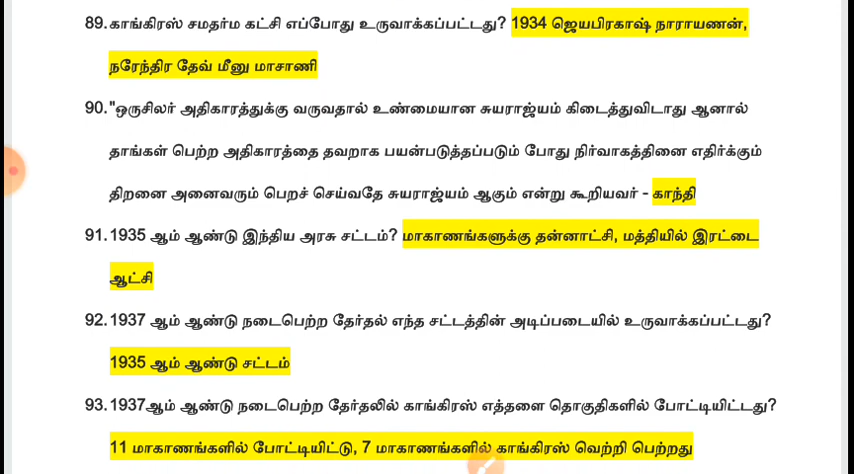 89.காங்கிரஸ் சமதர்ம கட்சி எப்போது உருவாக்கப்பட்டது? 1934 ஜெயபிரகாஷ் நாராயணன்,
நரேந்திர தேவ் மீனு மாசாணி
90."ஒருசிலர் அதிகாரத்துக்கு வருவதால் உண்மையான சுயராஜ்யம் கிடைத்துவிடாது ஆனால்
தாங்கள் பெற்ற அதிகாரத்தை தவறாக பயன்படுத்தப்படும் போது நிர்வாகத்தினை எதிர்க்கும்
திறனை அனைவரும் பெறச் செய்வதே சுயராஜ்யம் ஆகும் என்று கூறியவர் - காந்தி
91.1935 ஆம் ஆண்டு இந்திய அரசு சட்டம்? மாகாணங்களுக்கு தன்னாட்சி, மத்தியில் இரட்டை
ஆட்சி
92.1937 ஆம் ஆண்டு நடைபெற்ற தேர்தல் எந்த சட்டத்தின் அடிப்படையில் உருவாக்கப்பட்டது?
1935 ஆம் ஆண்டு சட்டம்
93.1937ஆம் ஆண்டு நடைபெற்ற தேர்தலில் காங்கிரஸ் எத்தளை தொகுதிகளில் போட்டியிட்டது?
11 மாகாணங்களில் போட்டியிட்டு, 7 மாகாணங்களில் காங்கிரஸ் வெற்றி பெற்றது